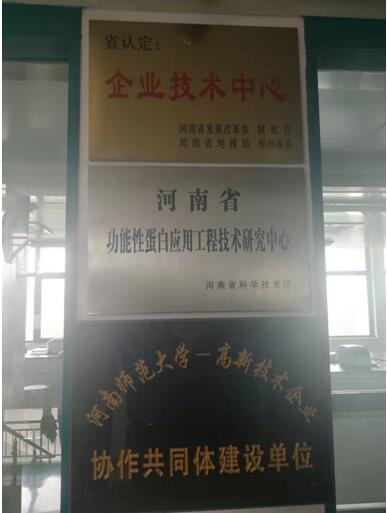 省认定：
企业技术中心
河南省发展改革委 财政厅
河南省地税局 郑州海关
河南省
功能性蛋白应用工程技术研究中心
河南省科学技术厅
河南师范大学－高新技术企业
协作共同体建设单位